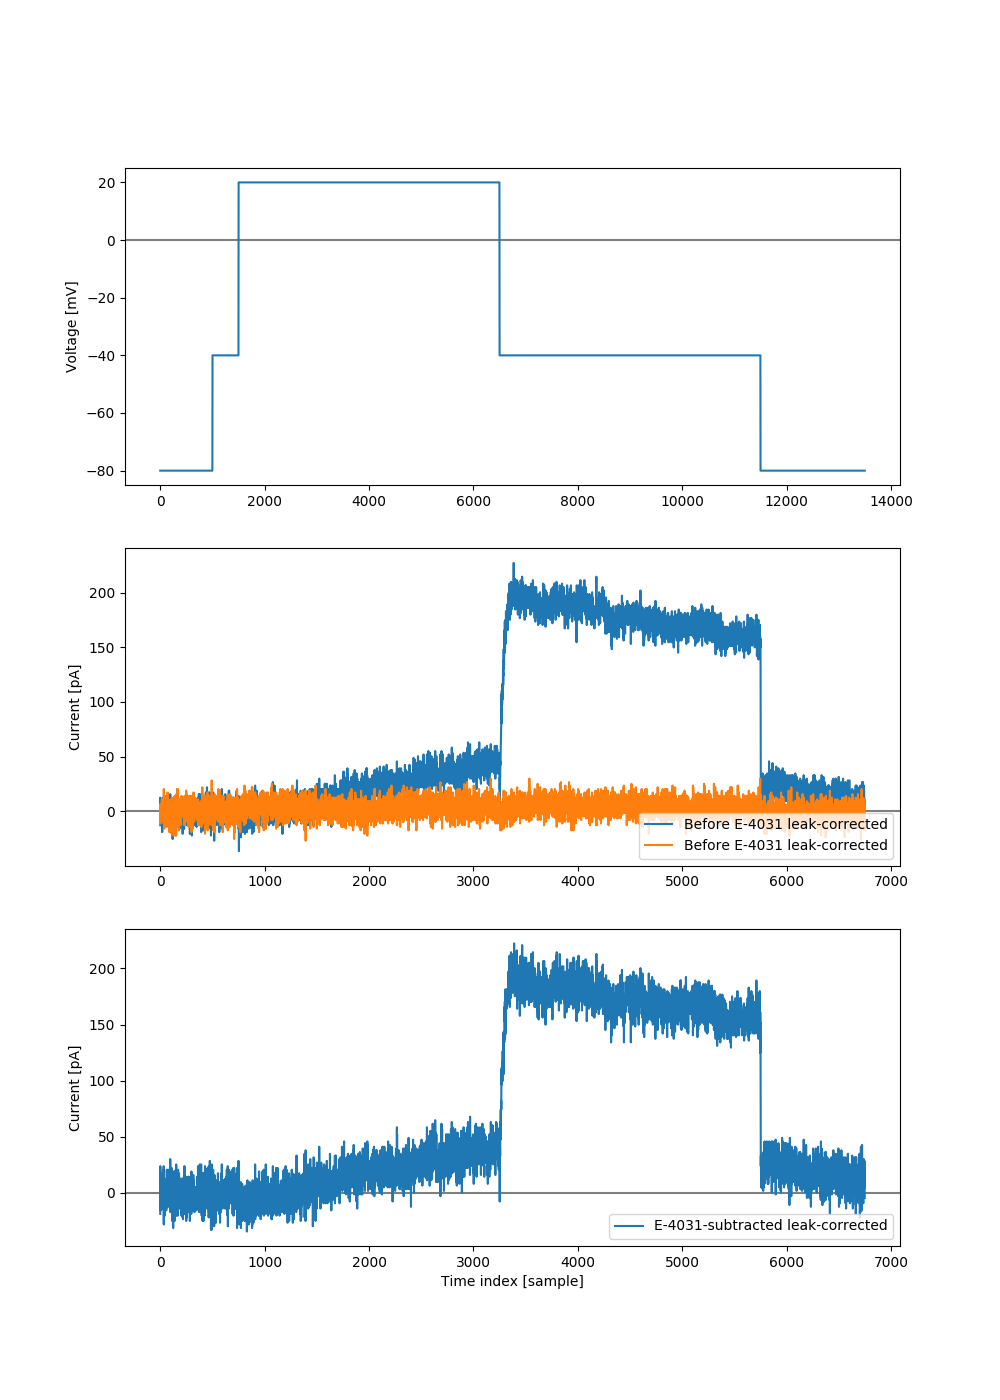 20
0
−20
−40
−60
−80
Voltage [mV]
0 2000 4000 6000 8000 10000 12000 14000
200
150
100
50
0
Current [pA]
Before E-4031 leak-corrected
Before E-4031 leak-corrected
0 1000 2000 3000 4000 5000 6000 7000
200
150
100
50
0
Current [pA]
E-4031-subtracted leak-corrected
0 1000 2000 3000 4000 5000 6000 7000
Time index [sample]